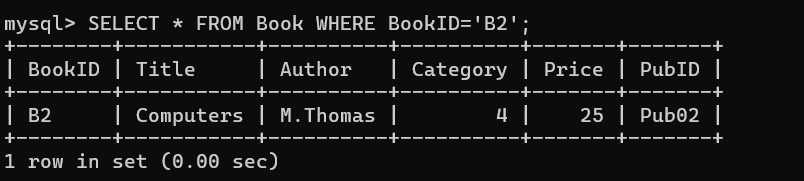 mysql> SELECT * FROM Book WHERE BookID='B2';
+--------+-----------+----------+----------+-------+-------+
| BookID | Title     | Author   | Category | Price | PubID |
+--------+-----------+----------+----------+-------+-------+
| B2     | Computers | M.Thomas |        4 |    25 | Pub02 |
+--------+-----------+----------+----------+-------+-------+
1 row in set (0.00 sec)